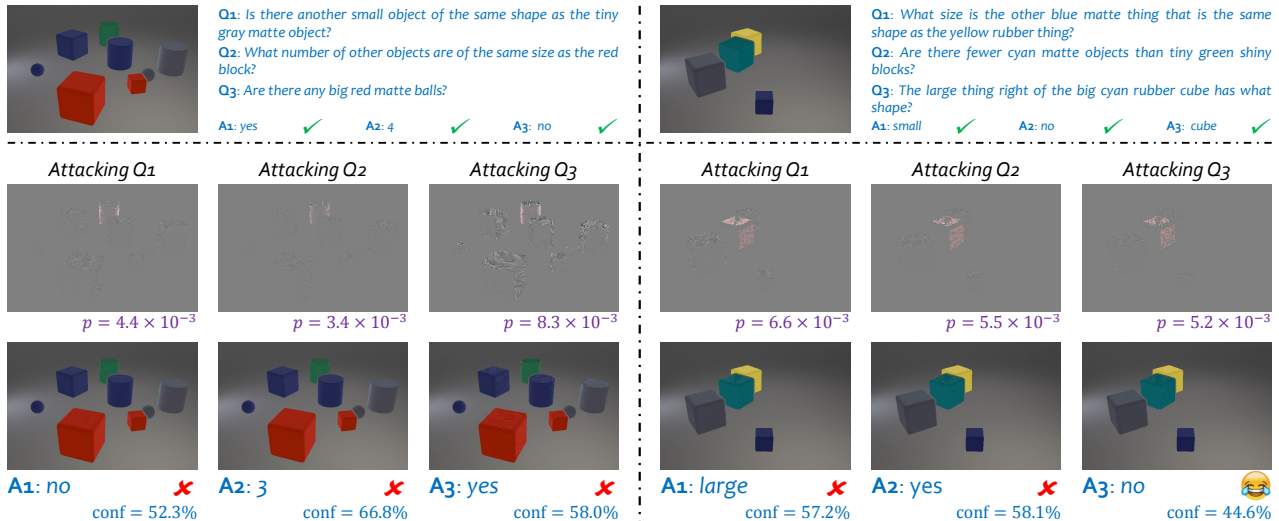 Q1: Is there another small object of the same shape as the tiny
gray matte object?
Q2: What number of other objects are of the same size as the red
block?
Q3: Are there any big red matte balls?
A1: yes
A2: 4
A3: no
Q1: What size is the other blue matte thing that is the same
shape as the yellow rubber thing?
Q2: Are there fewer cyan matte objects than tiny green shiny
blocks?
Q3: The large thing right of the big cyan rubber cube has what
shape?
A1: small
A2: no
A3: cube
Attacking Q1
Attacking Q2
Attacking Q3
Attacking Q1
Attacking Q2
Attacking Q3
p = 4.4 × 10⁻³
p = 3.4 × 10⁻³
p = 8.3 × 10⁻³
p = 6.6 × 10⁻³
p = 5.5 × 10⁻³
p = 5.2 × 10⁻³
A1: no
A2: 3
A3: yes
A1: large
A2: yes
A3: no
conf = 52.3%
conf = 66.8%
conf = 58.0%
conf = 57.2%
conf = 58.1%
conf = 44.6%